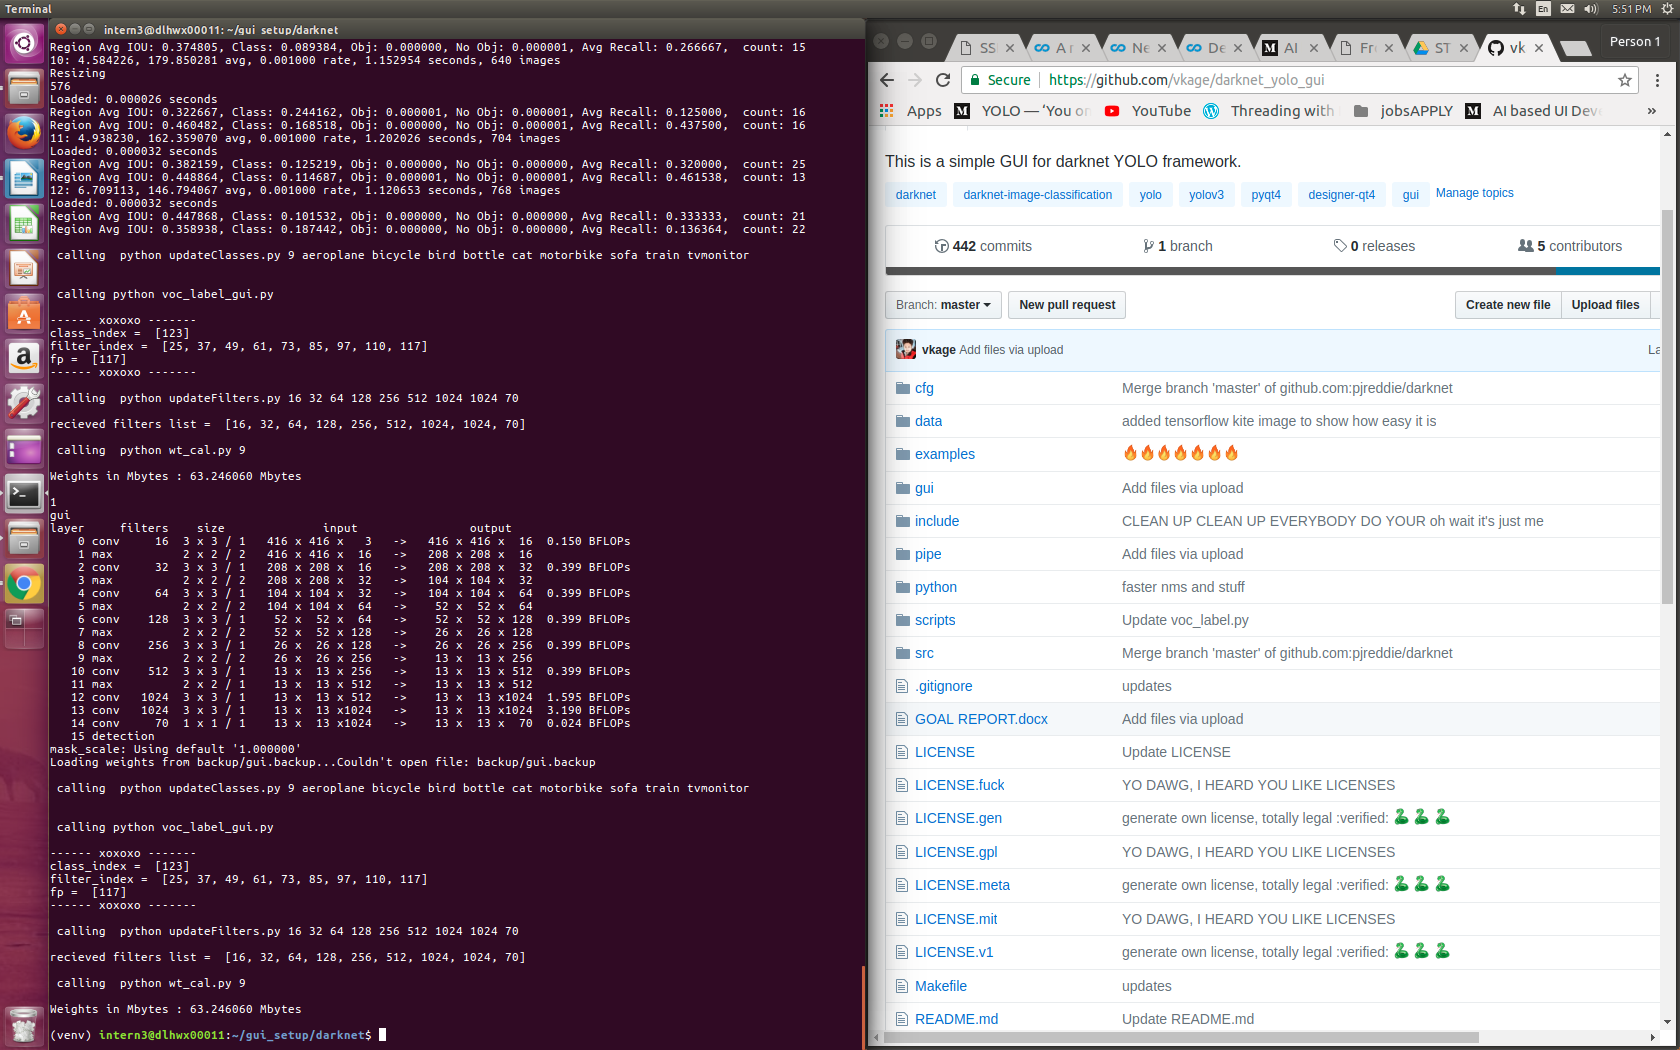 Terminal
En
5:51 PM
intern3@dlhwx00011: ~/gui_setup/darknet
Region Avg IOU: 0.374805, Class: 0.089384, Obj: 0.000000, No Obj: 0.000001, Avg Recall: 0.266667,  count: 15
10: 4.584226, 179.850281 avg, 0.001000 rate, 1.152954 seconds, 640 images
Resizing
576
Loaded: 0.000026 seconds
Region Avg IOU: 0.322667, Class: 0.244162, Obj: 0.000001, No Obj: 0.000001, Avg Recall: 0.125000,  count: 16
Region Avg IOU: 0.460482, Class: 0.168518, Obj: 0.000000, No Obj: 0.000001, Avg Recall: 0.437500,  count: 16
11: 4.938230, 162.359070 avg, 0.001000 rate, 1.202026 seconds, 704 images
Loaded: 0.000032 seconds
Region Avg IOU: 0.382159, Class: 0.125219, Obj: 0.000001, No Obj: 0.000000, Avg Recall: 0.320000,  count: 25
Region Avg IOU: 0.448864, Class: 0.114687, Obj: 0.000001, No Obj: 0.000001, Avg Recall: 0.461538,  count: 13
12: 6.709113, 146.794067 avg, 0.001000 rate, 1.120653 seconds, 768 images
Loaded: 0.000032 seconds
Region Avg IOU: 0.447868, Class: 0.101532, Obj: 0.000000, No Obj: 0.000000, Avg Recall: 0.333333,  count: 21
Region Avg IOU: 0.358938, Class: 0.187442, Obj: 0.000000, No Obj: 0.000000, Avg Recall: 0.136364,  count: 22
calling  python updateClasses.py 9 aeroplane bicycle bird bottle cat motorbike sofa train tvmonitor
calling python voc_label_gui.py
------ xoxoxo -------
class_index =  [123]
filter_index =  [25, 37, 49, 61, 73, 85, 97, 110, 117]
fp =  [117]
------ xoxoxo -------
calling  python updateFilters.py 16 32 64 128 256 512 1024 1024 70
recieved filters list =  [16, 32, 64, 128, 256, 512, 1024, 1024, 70]
calling  python wt_cal.py 9
Weights in Mbytes : 63.246060 Mbytes
1
gui
layer     filters    size              input                output
0 conv     16  3 x 3 / 1   416 x 416 x   3   ->   416 x 416 x  16  0.150 BFLOPs
1 max          2 x 2 / 2   416 x 416 x  16   ->   208 x 208 x  16
2 conv     32  3 x 3 / 1   208 x 208 x  16   ->   208 x 208 x  32  0.399 BFLOPs
3 max          2 x 2 / 2   208 x 208 x  32   ->   104 x 104 x  32
4 conv     64  3 x 3 / 1   104 x 104 x  32   ->   104 x 104 x  64  0.399 BFLOPs
5 max          2 x 2 / 2   104 x 104 x  64   ->    52 x  52 x  64
6 conv    128  3 x 3 / 1    52 x  52 x  64   ->    52 x  52 x 128  0.399 BFLOPs
7 max          2 x 2 / 2    52 x  52 x 128   ->    26 x  26 x 128
8 conv    256  3 x 3 / 1    26 x  26 x 128   ->    26 x  26 x 256  0.399 BFLOPs
9 max          2 x 2 / 2    26 x  26 x 256   ->    13 x  13 x 256
10 conv    512  3 x 3 / 1    13 x  13 x 256   ->    13 x  13 x 512  0.399 BFLOPs
11 max          2 x 2 / 1    13 x  13 x 512   ->    13 x  13 x 512
12 conv   1024  3 x 3 / 1    13 x  13 x 512   ->    13 x  13 x1024  1.595 BFLOPs
13 conv   1024  3 x 3 / 1    13 x  13 x1024   ->    13 x  13 x1024  3.190 BFLOPs
14 conv     70  1 x 1 / 1    13 x  13 x1024   ->    13 x  13 x  70  0.024 BFLOPs
15 detection
mask_scale: Using default '1.000000'
Loading weights from backup/gui.backup...Couldn't open file: backup/gui.backup
calling  python updateClasses.py 9 aeroplane bicycle bird bottle cat motorbike sofa train tvmonitor
calling python voc_label_gui.py
------ xoxoxo -------
class_index =  [123]
filter_index =  [25, 37, 49, 61, 73, 85, 97, 110, 117]
fp =  [117]
------ xoxoxo -------
calling  python updateFilters.py 16 32 64 128 256 512 1024 1024 70
recieved filters list =  [16, 32, 64, 128, 256, 512, 1024, 1024, 70]
calling  python wt_cal.py 9
Weights in Mbytes : 63.246060 Mbytes
(venv) intern3@dlhwx00011:~/gui_setup/darknet$
SS A n Ne De AI Fr ST vk Person 1
Secure https://github.com/vkage/darknet_yolo_gui
Apps YOLO — ‘You on YouTube Threading with jobsAPPLY AI based UI Deve »
This is a simple GUI for darknet YOLO framework.
darknet darknet-image-classification yolo yolov3 pyqt4 designer-qt4 gui Manage topics
442 commits 1 branch 0 releases 5 contributors
Branch: master New pull request Create new file Upload files
vkage Add files via upload La
cfg Merge branch 'master' of github.com:pjreddie/darknet
data added tensorflow kite image to show how easy it is
examples 🔥🔥🔥🔥🔥🔥🔥
gui Add files via upload
include CLEAN UP CLEAN UP EVERYBODY DO YOUR oh wait it's just me
pipe Add files via upload
python faster nms and stuff
scripts Update voc_label.py
src Merge branch 'master' of github.com:pjreddie/darknet
.gitignore updates
GOAL REPORT.docx Add files via upload
LICENSE Update LICENSE
LICENSE.fuck YO DAWG, I HEARD YOU LIKE LICENSES
LICENSE.gen generate own license, totally legal :verified: 🐍 🐍 🐍
LICENSE.gpl YO DAWG, I HEARD YOU LIKE LICENSES
LICENSE.meta generate own license, totally legal :verified: 🐍 🐍 🐍
LICENSE.mit YO DAWG, I HEARD YOU LIKE LICENSES
LICENSE.v1 generate own license, totally legal :verified: 🐍 🐍 🐍
Makefile updates
README.md Update README.md